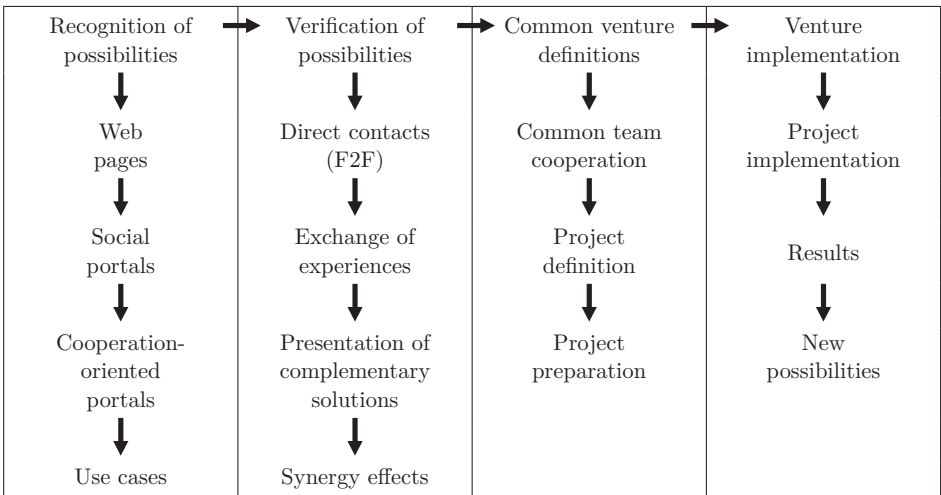 Recognition of
possibilities
Web
pages
Social
portals
Cooperation-
oriented
portals
Use cases
Verification of
possibilities
Direct contacts
(F2F)
Exchange of
experiences
Presentation of
complementary
solutions
Synergy effects
Common venture
definitions
Common team
cooperation
Project
definition
Project
preparation
Venture
implementation
Project
implementation
Results
New
possibilities